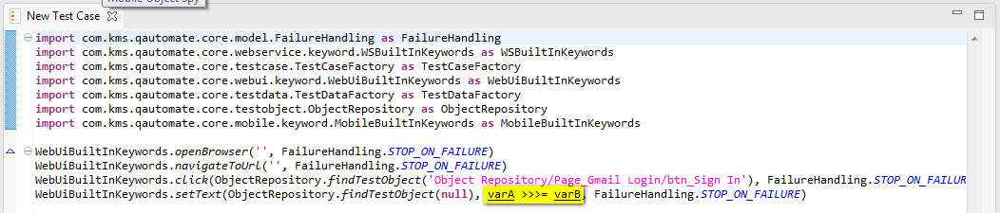 Mobile Object Spy
New Test Case
import com.kms.qautomate.core.model.FailureHandling as FailureHandling
import com.kms.qautomate.core.webservice.keyword.WSBuiltInKeywords as WSBuiltInKeywords
import com.kms.qautomate.core.testcase.TestCaseFactory as TestCaseFactory
import com.kms.qautomate.core.webui.keyword.WebUiBuiltInKeywords as WebUiBuiltInKeywords
import com.kms.qautomate.core.testdata.TestDataFactory as TestDataFactory
import com.kms.qautomate.core.testobject.ObjectRepository as ObjectRepository
import com.kms.qautomate.core.mobile.keyword.MobileBuiltInKeywords as MobileBuiltInKeywords
WebUiBuiltInKeywords.openBrowser('', FailureHandling.STOP_ON_FAILURE)
WebUiBuiltInKeywords.navigateToUrl('', FailureHandling.STOP_ON_FAILURE)
WebUiBuiltInKeywords.click(ObjectRepository.findTestObject('Object Repository/Page_Gmail Login/btn_Sign In'), FailureHandling.STOP_ON_FAILUR
WebUiBuiltInKeywords.setText(ObjectRepository.findTestObject(null), varA >>>= varB, FailureHandling.STOP_ON_FAILURE)